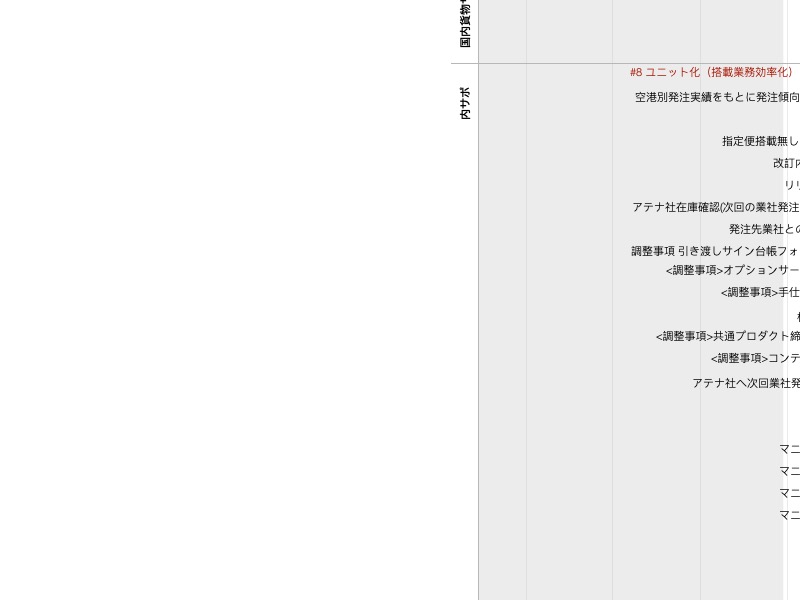 国内貨物サ
#8 ユニット化（搭載業務効率化）
内サポ
空港別発注実績をもとに発注傾向
指定便搭載無し
改訂内
リリ
アテナ社在庫確認(次回の業社発注
発注先業社との
調整事項 引き渡しサイン台帳フォ
<調整事項>オプションサー
<調整事項>手仕
<調整事項>共通プロダクト締
<調整事項>コンテ
アテナ社へ次回業社発
マニ
マニ
マニ
マニ